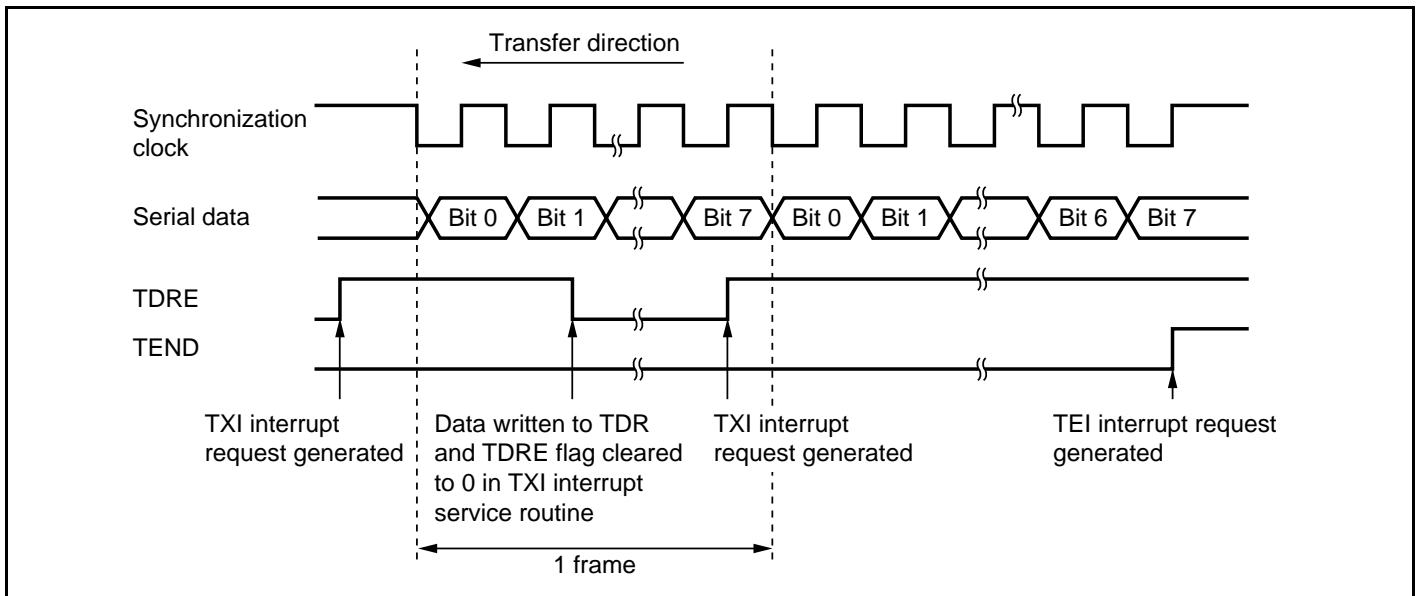 Transfer direction
Synchronization
clock
Serial data
Bit 0
Bit 1
Bit 7
Bit 0
Bit 1
Bit 6
Bit 7
TDRE
TEND
TXI interrupt
request generated
Data written to TDR
and TDRE flag cleared
to 0 in TXI interrupt
service routine
TXI interrupt
request generated
TEI interrupt request
generated
1 frame